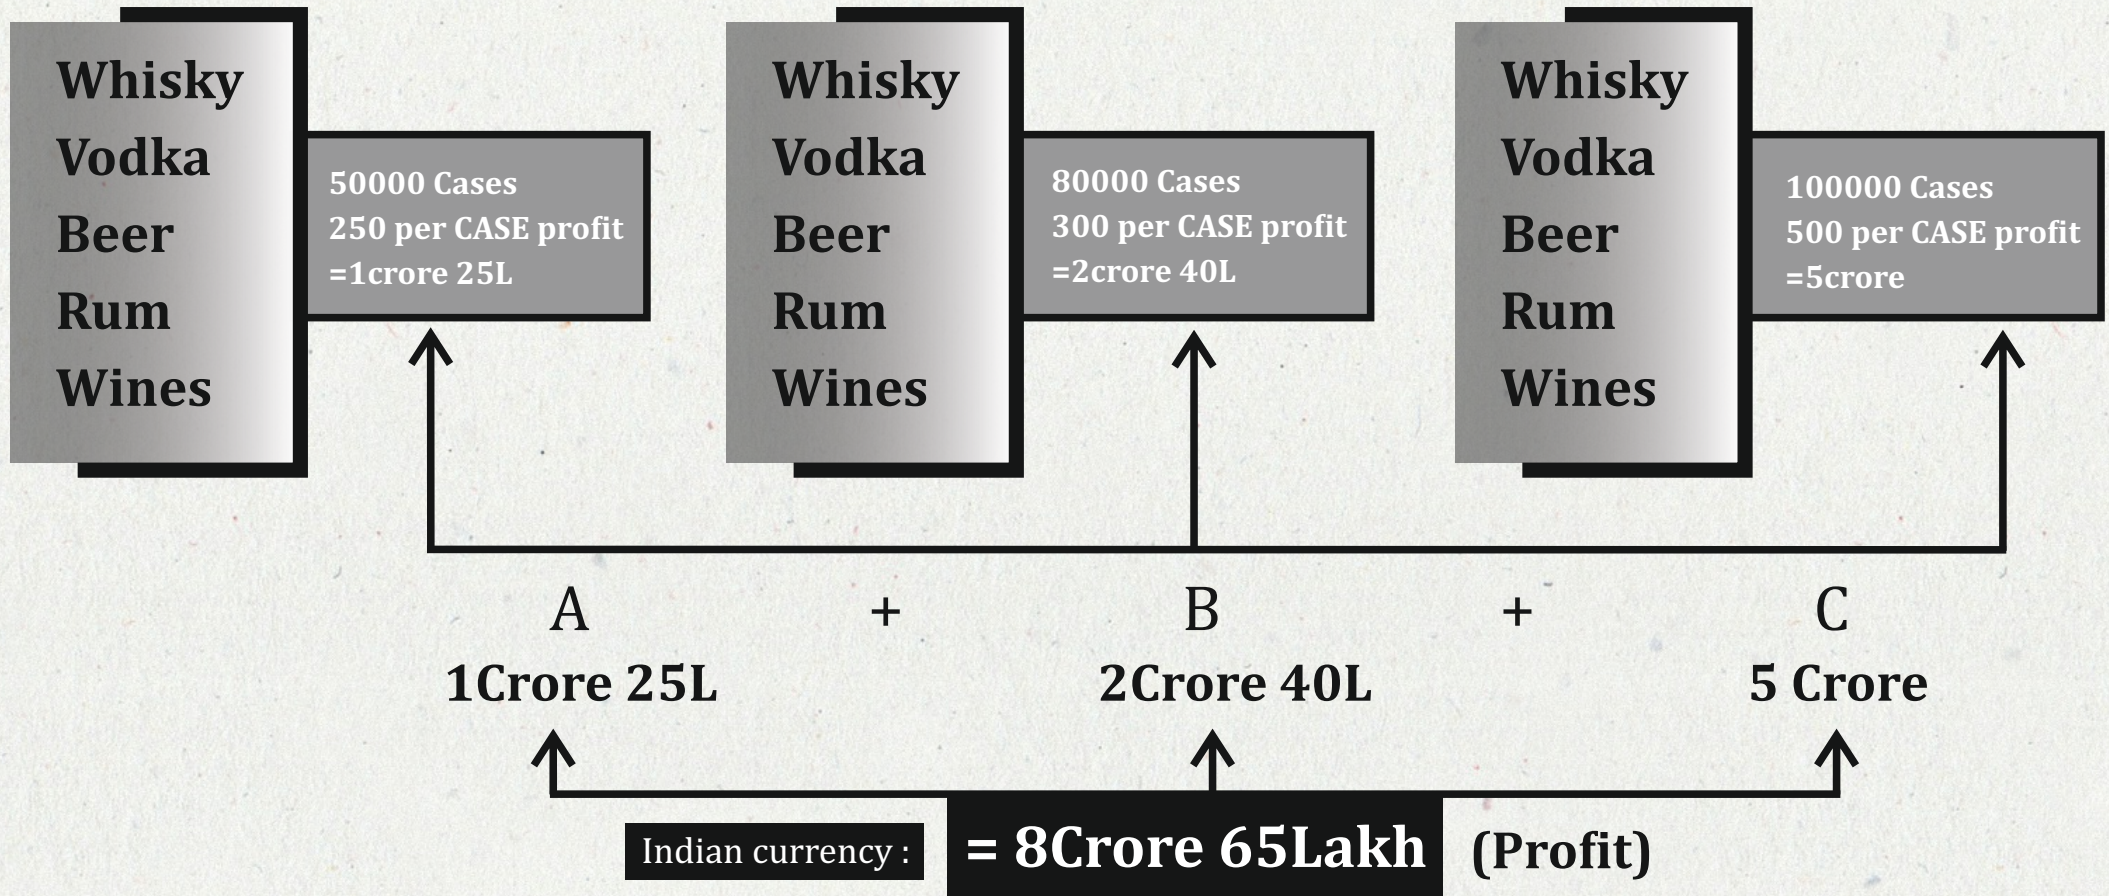 Whisky
Vodka
Beer
Rum
Wines
50000 Cases
250 per CASE profit
=1crore 25L
Whisky
Vodka
Beer
Rum
Wines
80000 Cases
300 per CASE profit
=2crore 40L
Whisky
Vodka
Beer
Rum
Wines
100000 Cases
500 per CASE profit
=5crore
A + B + C
1Crore 25L 2Crore 40L 5 Crore
Indian currency : = 8Crore 65Lakh (Profit)